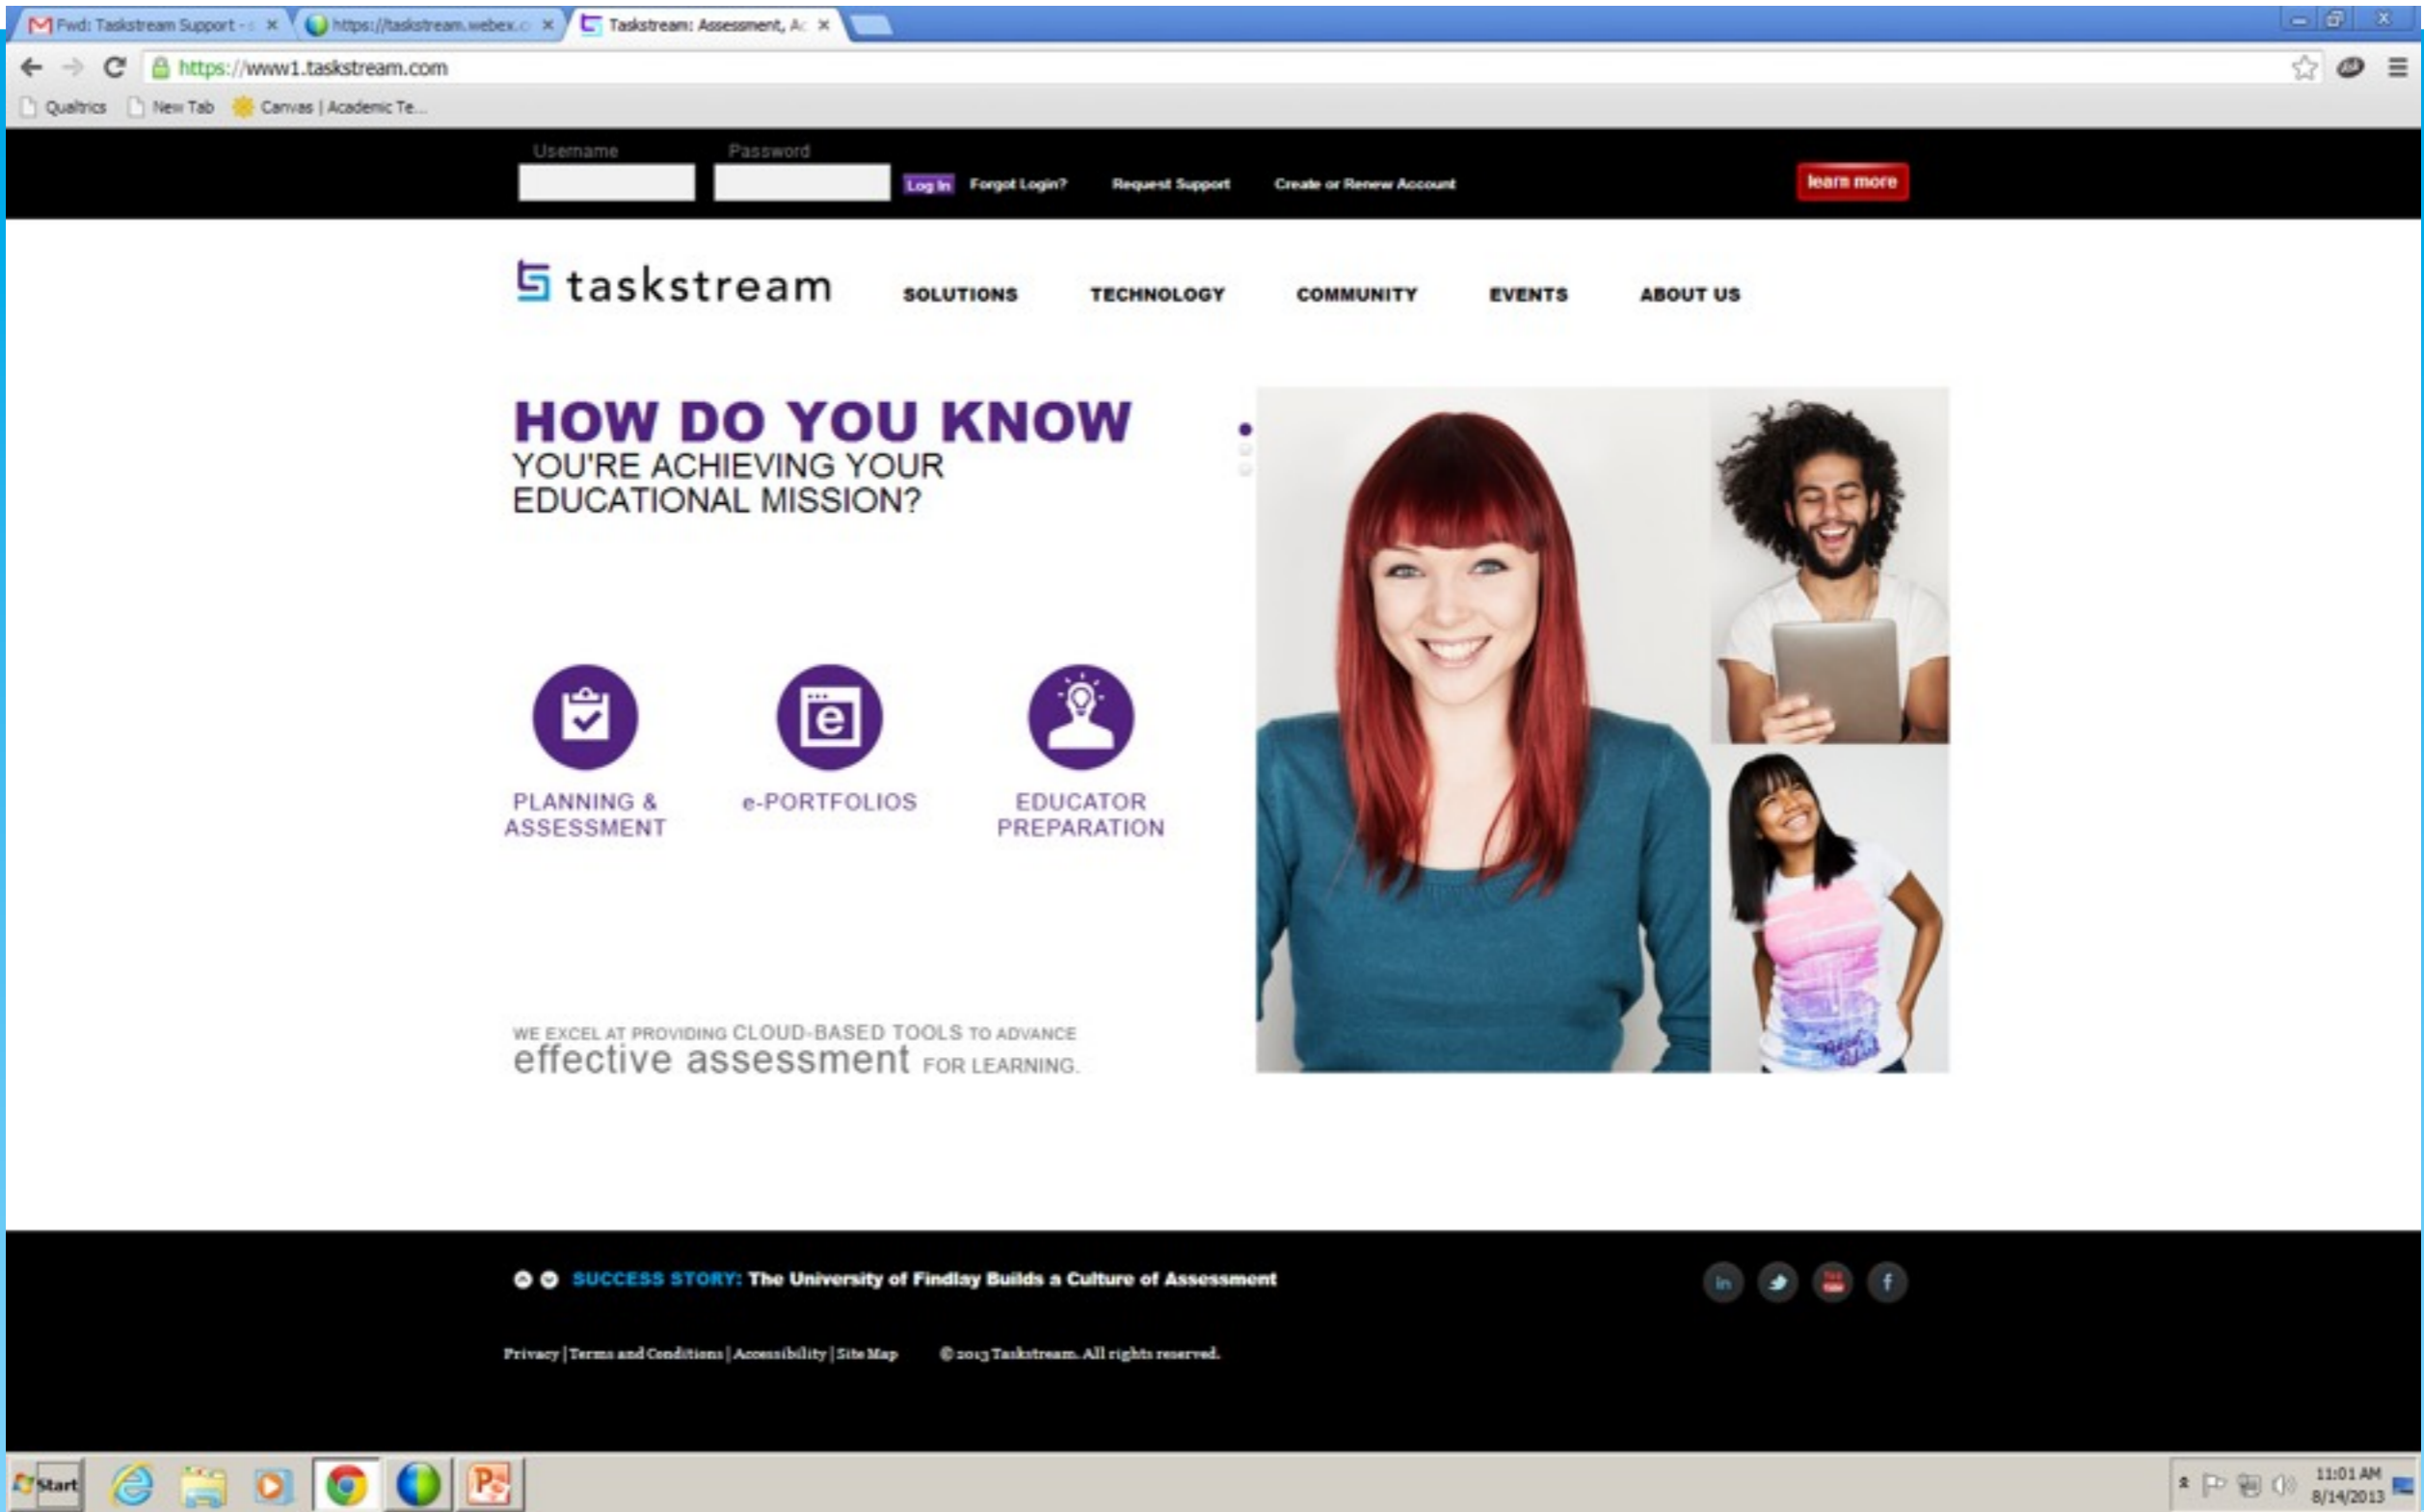 Fwd: Taskstream Support - s
https://taskstream.webex.c
Taskstream: Assessment, Ac
https://www1.taskstream.com
Qualtrics New Tab Canvas | Academic Te...
Username Password
Log In Forgot Login? Request Support Create or Renew Account learn more
taskstream SOLUTIONS TECHNOLOGY COMMUNITY EVENTS ABOUT US
HOW DO YOU KNOW
YOU'RE ACHIEVING YOUR
EDUCATIONAL MISSION?
PLANNING &
ASSESSMENT
e-PORTFOLIOS
EDUCATOR
PREPARATION
WE EXCEL AT PROVIDING CLOUD-BASED TOOLS TO ADVANCE
effective assessment FOR LEARNING.
SUCCESS STORY: The University of Findlay Builds a Culture of Assessment
in f
Privacy | Terms and Conditions | Accessibility | Site Map © 2013 Taskstream. All rights reserved.
Start
11:01 AM
8/14/2013